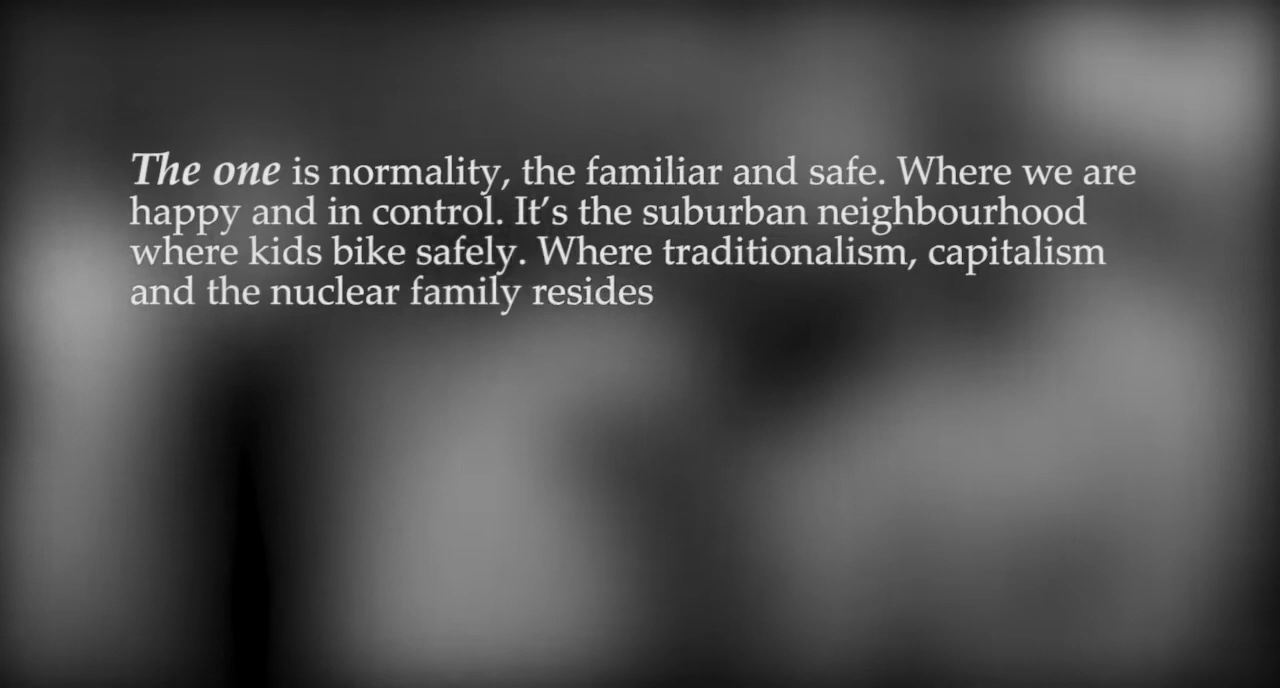 The one is normality, the familiar and safe. Where we are
happy and in control. It’s the suburban neighbourhood
where kids bike safely. Where traditionalism, capitalism
and the nuclear family resides